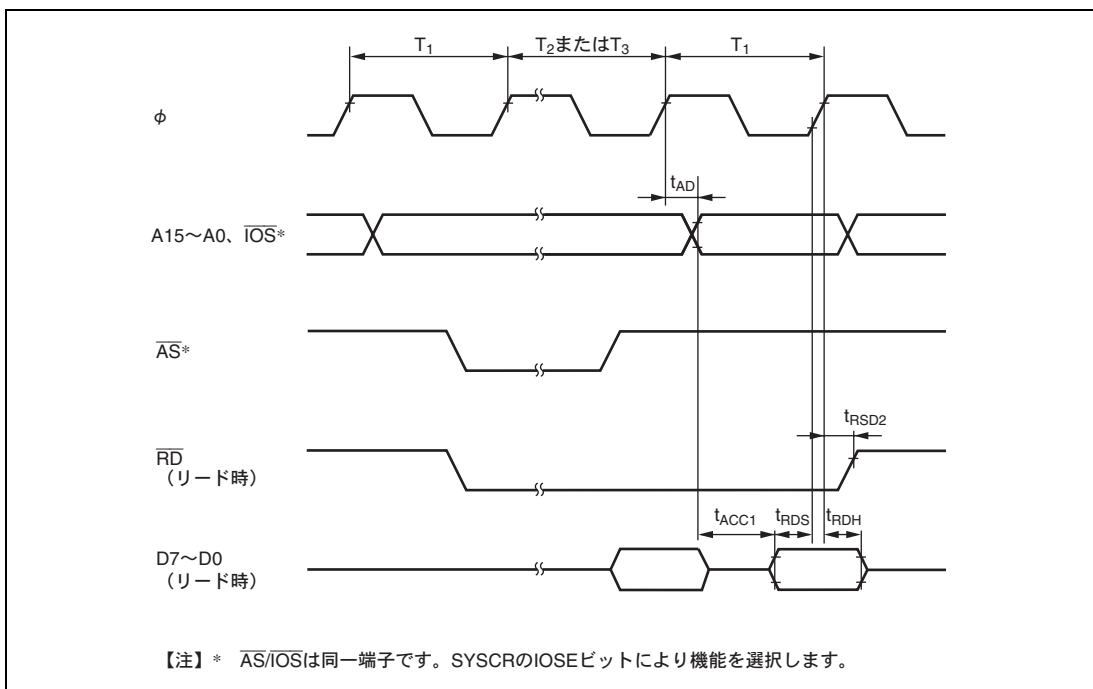 T1 T2またはT3 T1
φ
tAD
A15～A0、IOS*
AS*
tRSD2
RD
（リード時）
tACC1 tRDS tRDH
D7～D0
（リード時）
【注】* AS/IOSは同一端子です。SYSCRのIOSEビットにより機能を選択します。